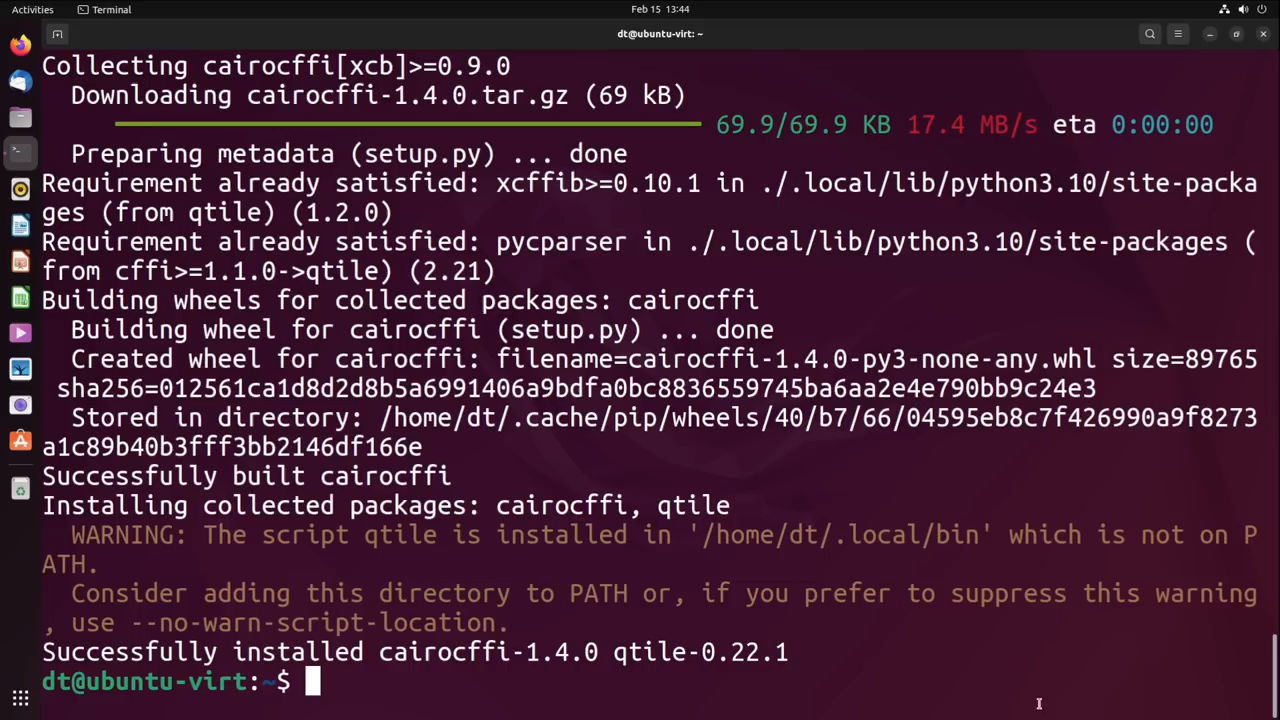 Activities Terminal Feb 15 13:44
dt@ubuntu-virt: ~
Collecting cairocffi[xcb]>=0.9.0
  Downloading cairocffi-1.4.0.tar.gz (69 kB)
69.9/69.9 KB 17.4 MB/s eta 0:00:00
  Preparing metadata (setup.py) ... done
Requirement already satisfied: xcffib>=0.10.1 in ./.local/lib/python3.10/site-packa
ges (from qtile) (1.2.0)
Requirement already satisfied: pycparser in ./.local/lib/python3.10/site-packages (
from cffi>=1.1.0->qtile) (2.21)
Building wheels for collected packages: cairocffi
  Building wheel for cairocffi (setup.py) ... done
  Created wheel for cairocffi: filename=cairocffi-1.4.0-py3-none-any.whl size=89765
 sha256=012561ca1d8d2d8b5a6991406a9bdfa0bc8836559745ba6aa2e4e790bb9c24e3
  Stored in directory: /home/dt/.cache/pip/wheels/40/b7/66/04595eb8c7f426990a9f8273
a1c89b40b3fff3bb2146df166e
Successfully built cairocffi
Installing collected packages: cairocffi, qtile
  WARNING: The script qtile is installed in '/home/dt/.local/bin' which is not on P
ATH.
  Consider adding this directory to PATH or, if you prefer to suppress this warning
, use --no-warn-script-location.
Successfully installed cairocffi-1.4.0 qtile-0.22.1
dt@ubuntu-virt:~$